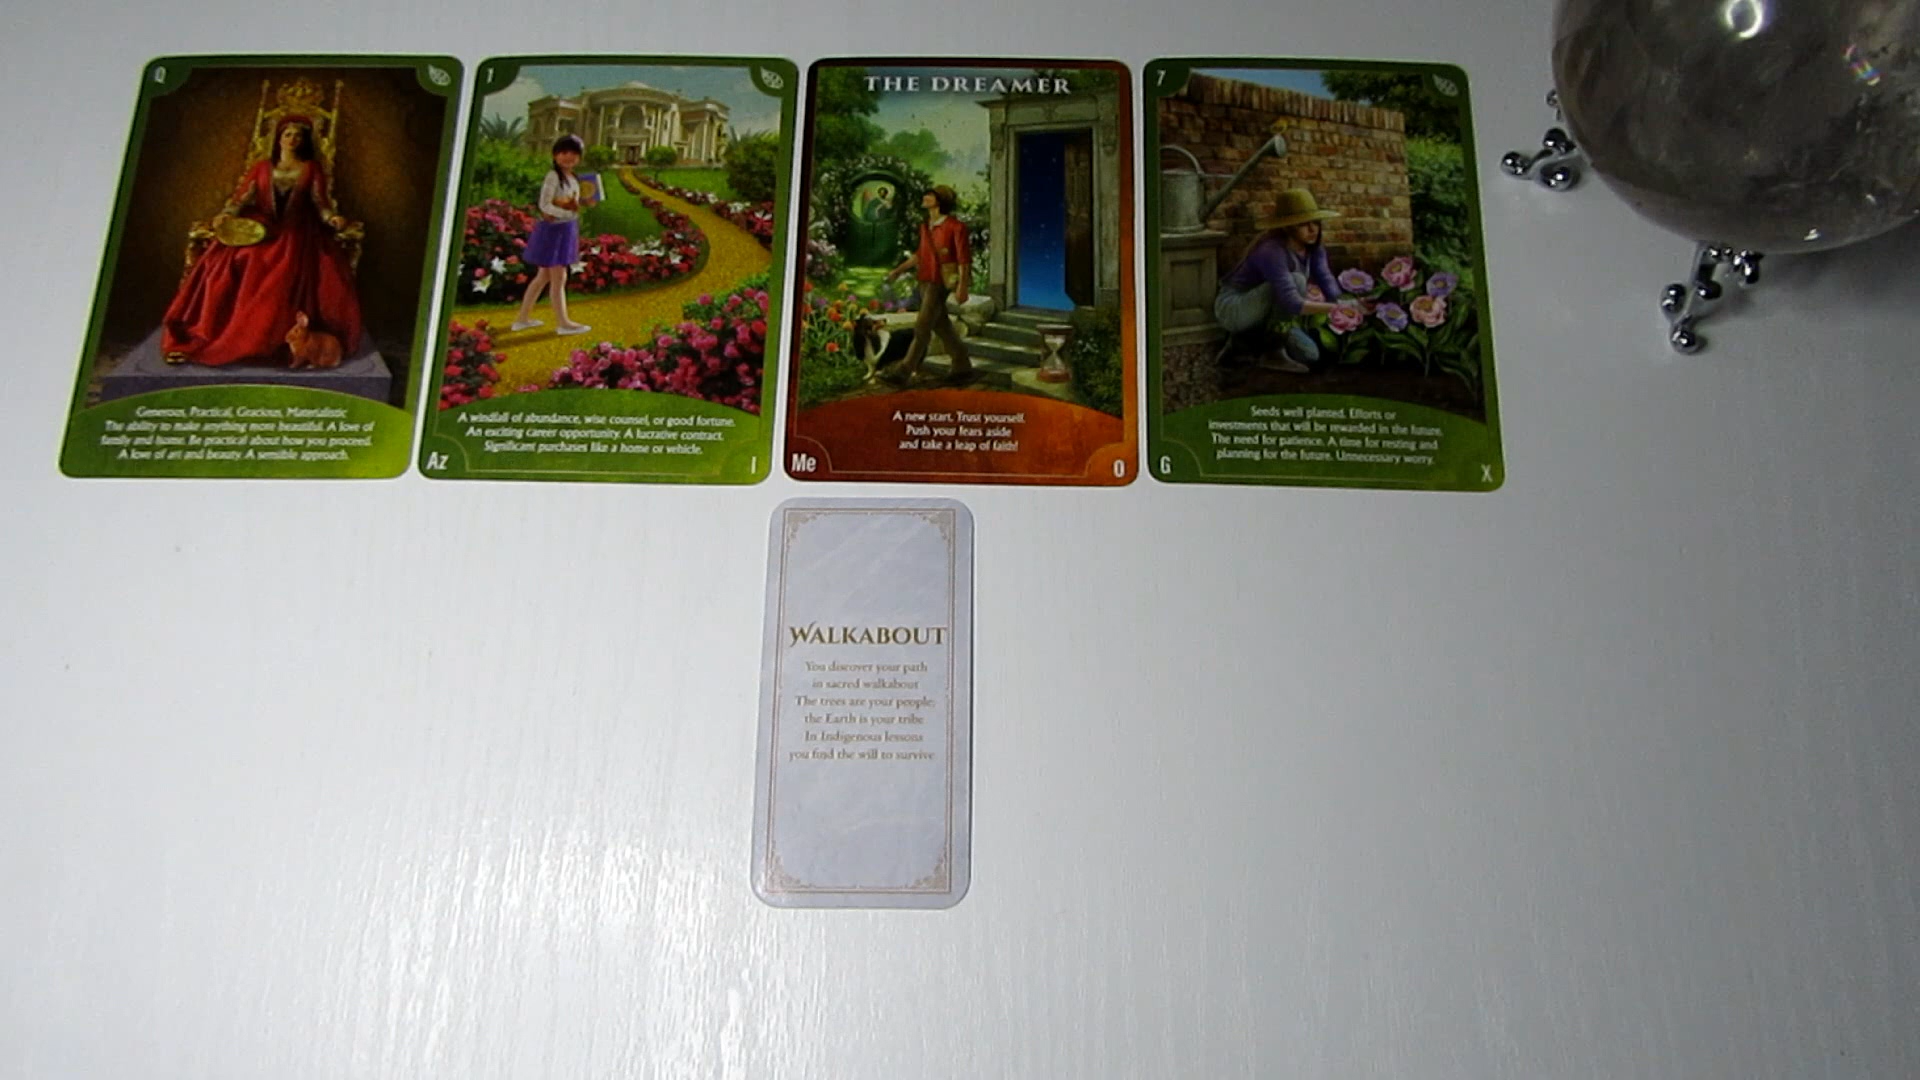 Q
Generous, Practical, Gracious, Materialistic
The ability to make anything more beautiful. A love of
family and home. Be practical about how you proceed.
A love of art and beauty. A sensible approach.
1
A windfall of abundance, wise counsel, or good fortune.
An exciting career opportunity. A lucrative contract.
Significant purchases like a home or vehicle.
Az
I
THE DREAMER
A new start. Trust yourself.
Push your fears aside
and take a leap of faith!
Me
0
7
Seeds well planted. Efforts or
investments that will be rewarded in the future.
The need for patience. A time for resting and
planning for the future. Unnecessary worry.
G
X
WALKABOUT
You discover your path
in sacred walkabout
The trees are your people;
the Earth is your tribe
In Indigenous lessons
you find the will to survive